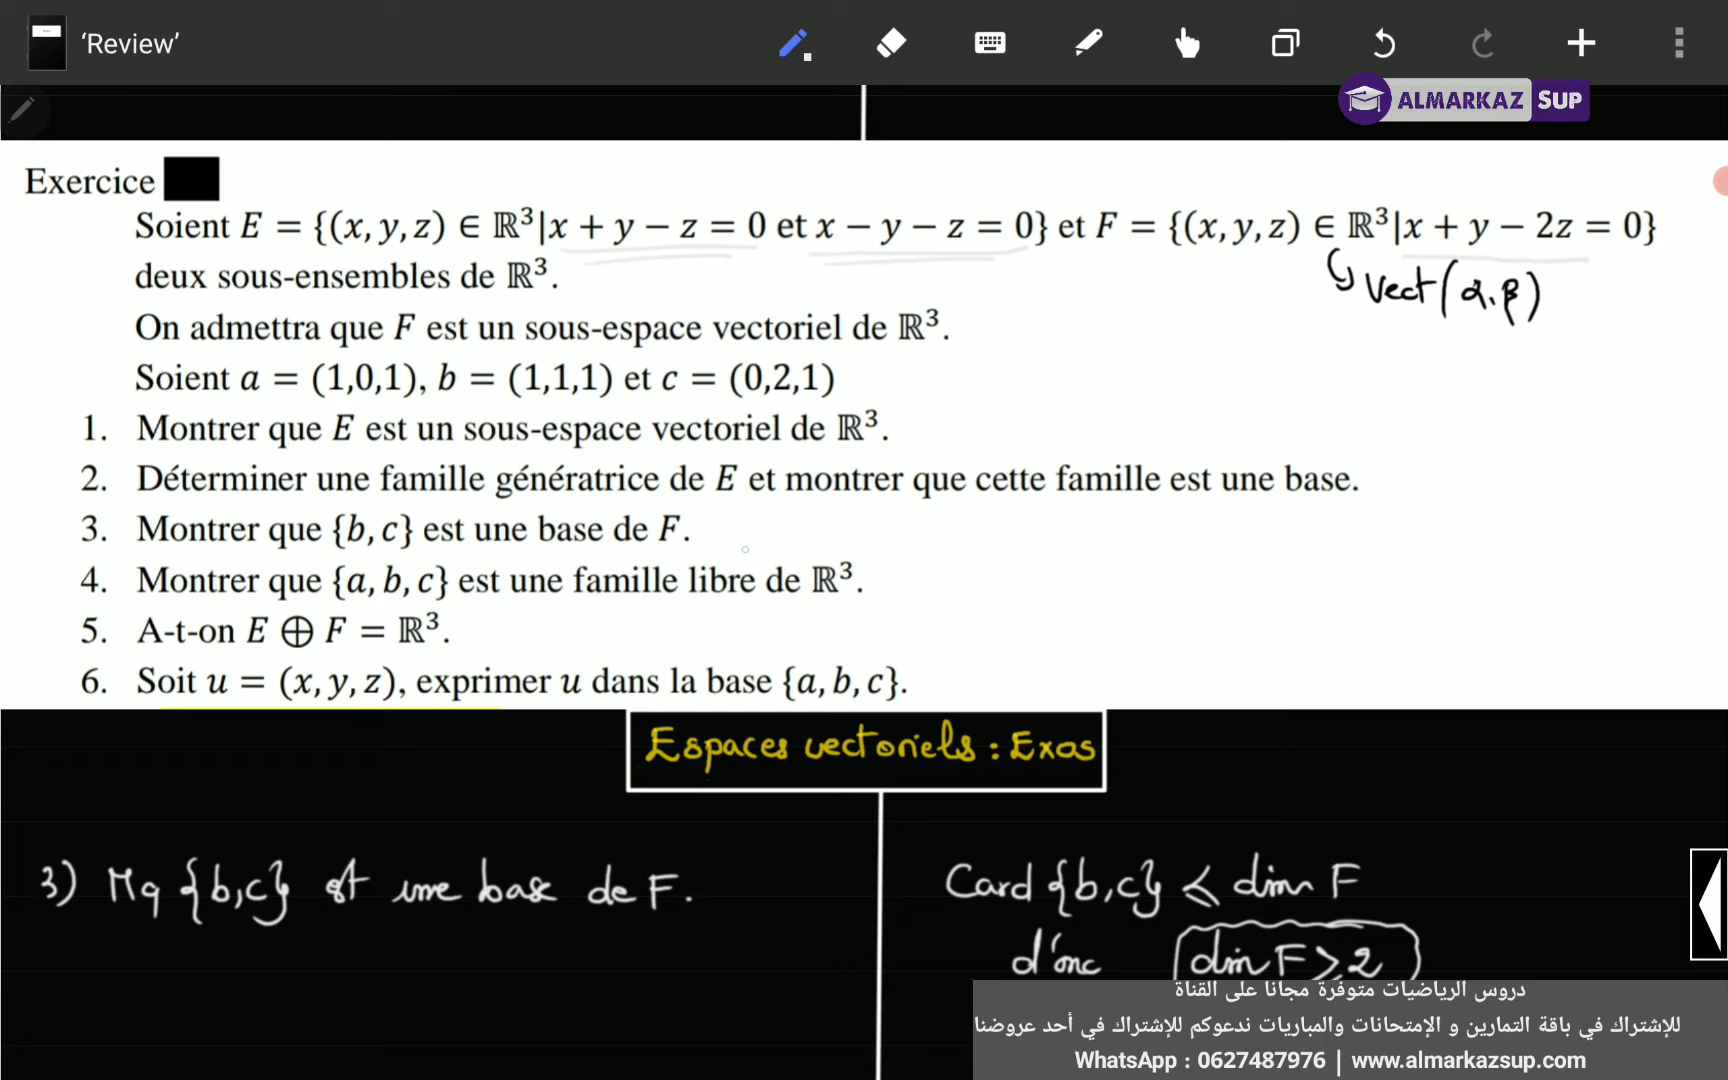 ‘Review’
ALMARKAZ SUP
Exercice
Soient E = {(x, y, z) ∈ ℝ³|x + y − z = 0 et x − y − z = 0} et F = {(x, y, z) ∈ ℝ³|x + y − 2z = 0}
deux sous-ensembles de ℝ³.
Vect(α, β)
On admettra que F est un sous-espace vectoriel de ℝ³.
Soient a = (1,0,1), b = (1,1,1) et c = (0,2,1)
1. Montrer que E est un sous-espace vectoriel de ℝ³.
2. Déterminer une famille génératrice de E et montrer que cette famille est une base.
3. Montrer que {b, c} est une base de F.
4. Montrer que {a, b, c} est une famille libre de ℝ³.
5. A-t-on E ⊕ F = ℝ³.
6. Soit u = (x, y, z), exprimer u dans la base {a, b, c}.
Espaces vectoriels : Exos
3) Mq {b,c} est une base de F.
Card {b,c} ⩽ dim F
d'onc dim F ⩾ 2
دروس الرياضيات متوفرة مجانا على القناة
للإشتراك في باقة التمارين و الإمتحانات والمباريات ندعوكم للإشتراك في أحد عروضنا
WhatsApp : 0627487976 | www.almarkazsup.com